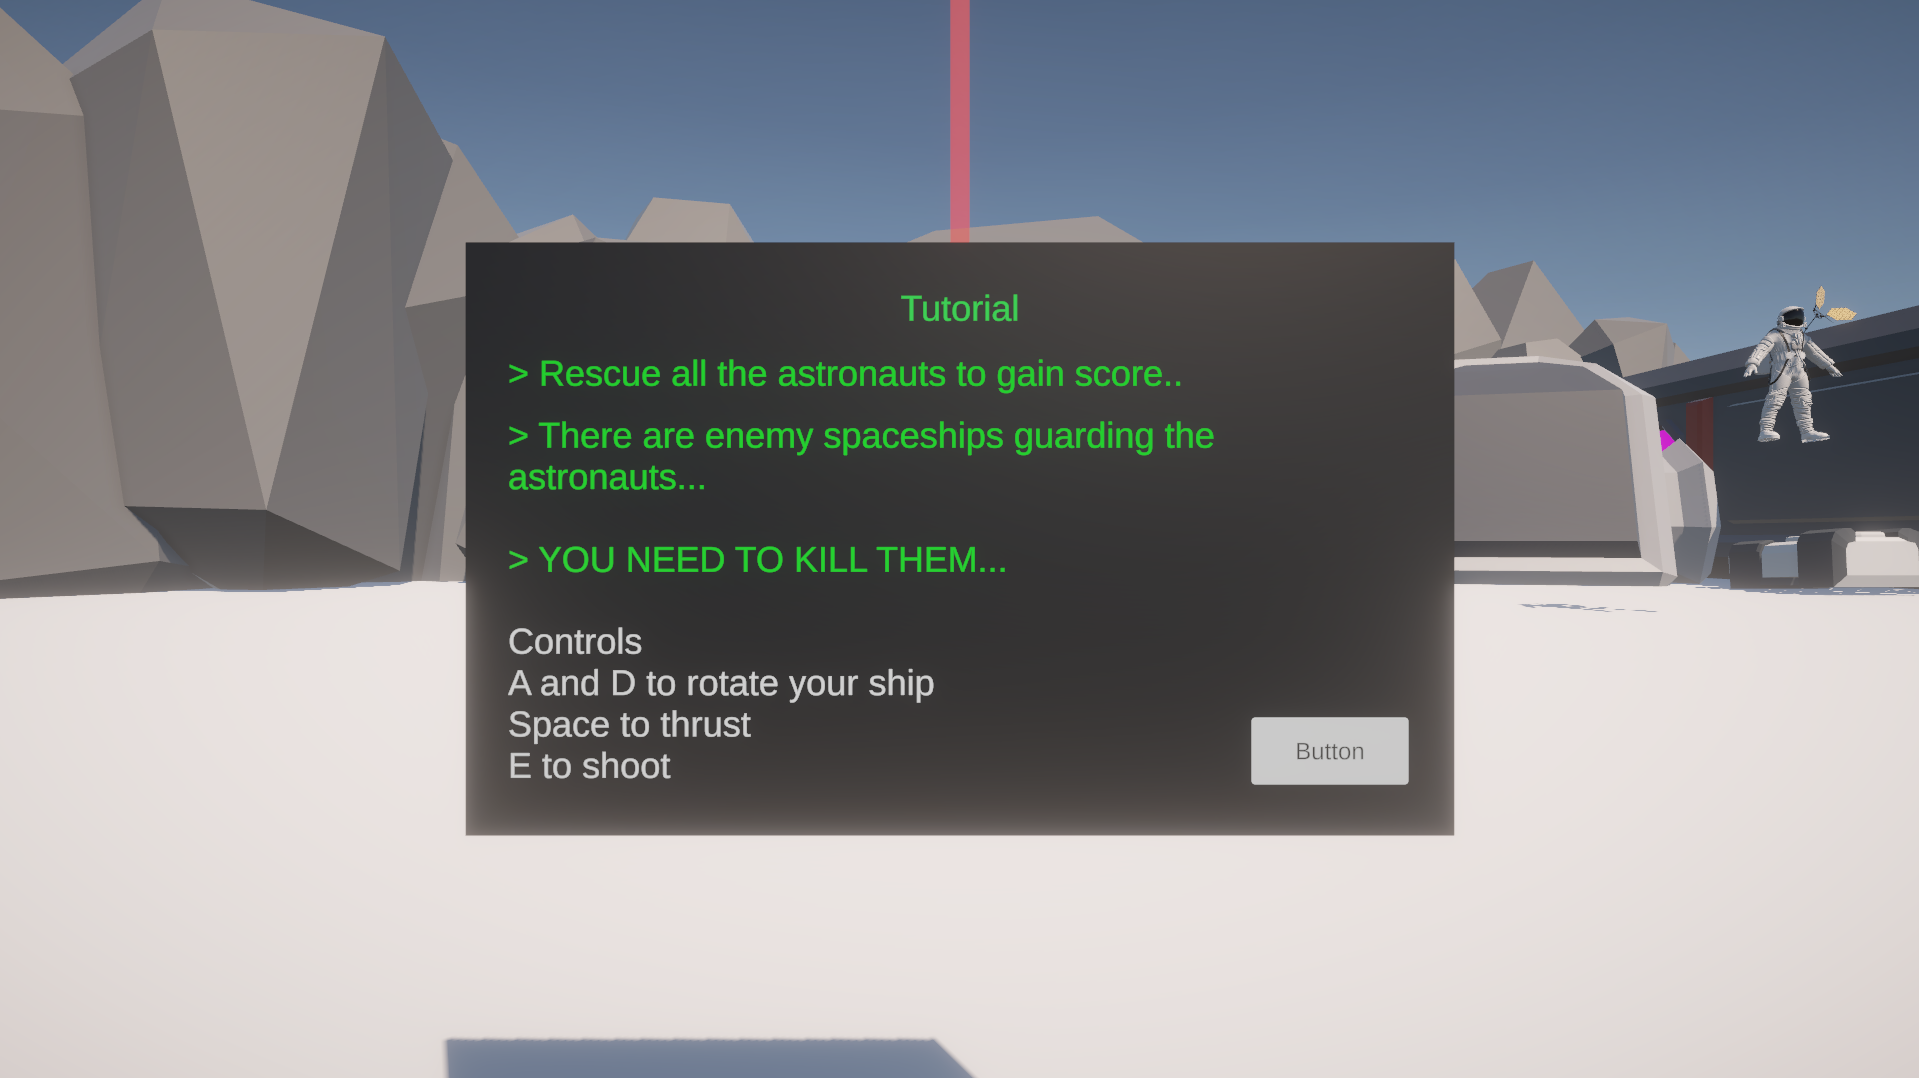 Tutorial
> Rescue all the astronauts to gain score..
> There are enemy spaceships guarding the
astronauts...
> YOU NEED TO KILL THEM...
Controls
A and D to rotate your ship
Space to thrust
E to shoot
Button